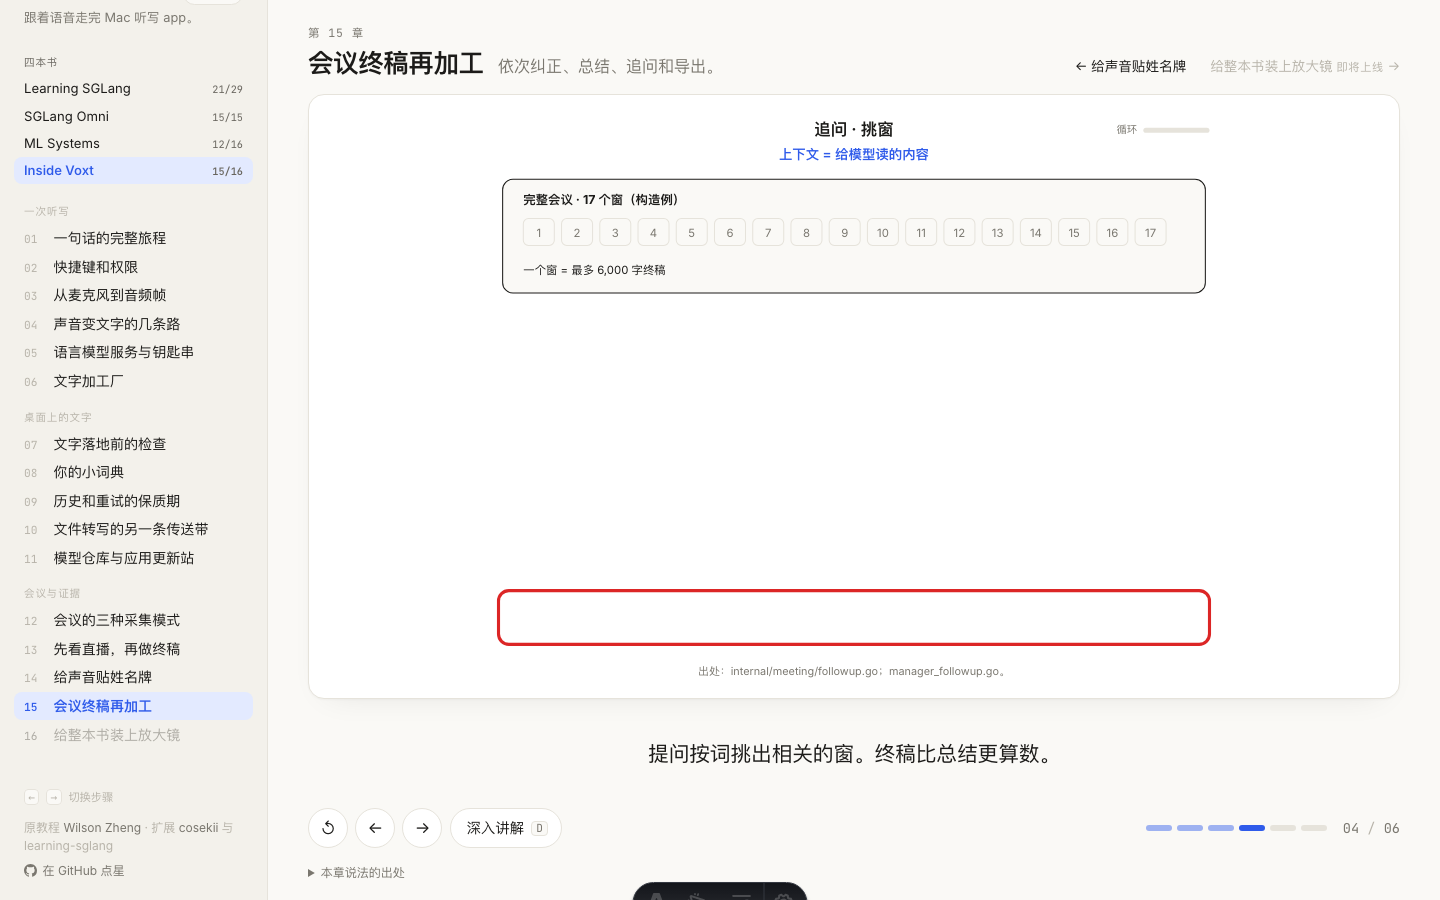 跟着语音走完 Mac 听写 app。
四本书
Learning SGLang 21/29
SGLang Omni 15/15
ML Systems 12/16
Inside Voxt 15/16
一次听写
01 一句话的完整旅程
02 快捷键和权限
03 从麦克风到音频帧
04 声音变文字的几条路
05 语言模型服务与钥匙串
06 文字加工厂
桌面上的文字
07 文字落地前的检查
08 你的小词典
09 历史和重试的保质期
10 文件转写的另一条传送带
11 模型仓库与应用更新站
会议与证据
12 会议的三种采集模式
13 先看直播，再做终稿
14 给声音贴姓名牌
15 会议终稿再加工
16 给整本书装上放大镜
← → 切换步骤
原教程 Wilson Zheng · 扩展 cosekii 与
learning-sglang
在 GitHub 点星
第 15 章
会议终稿再加工 依次纠正、总结、追问和导出。
← 给声音贴姓名牌 给整本书装上放大镜 即将上线 →
追问 · 挑窗
循环
上下文 = 给模型读的内容
完整会议 · 17 个窗（构造例）
1 2 3 4 5 6 7 8 9 10 11 12 13 14 15 16 17
一个窗 = 最多 6,000 字终稿
出处：internal/meeting/followup.go；manager_followup.go。
提问按词挑出相关的窗。终稿比总结更算数。
深入讲解 D
04 / 06
本章说法的出处